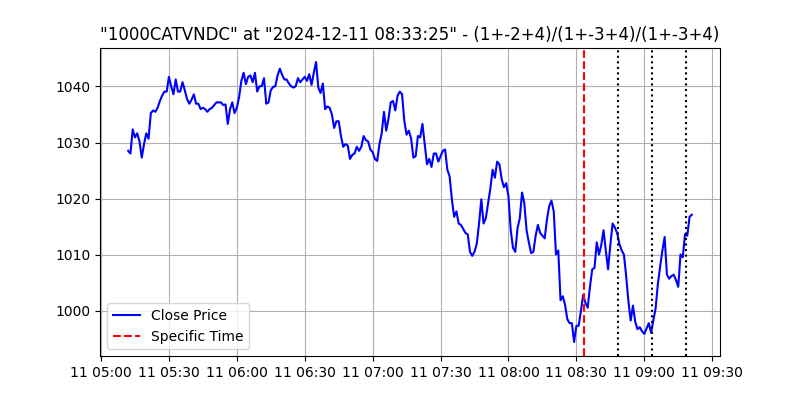 "1000CATVNDC" at "2024-12-11 08:33:25" - (1+-2+4)/(1+-3+4)/(1+-3+4)
1040
1030
1020
1010
1000
Close Price
Specific Time
11 05:00 11 05:30 11 06:00 11 06:30 11 07:00 11 07:30 11 08:00 11 08:30 11 09:00 11 09:30